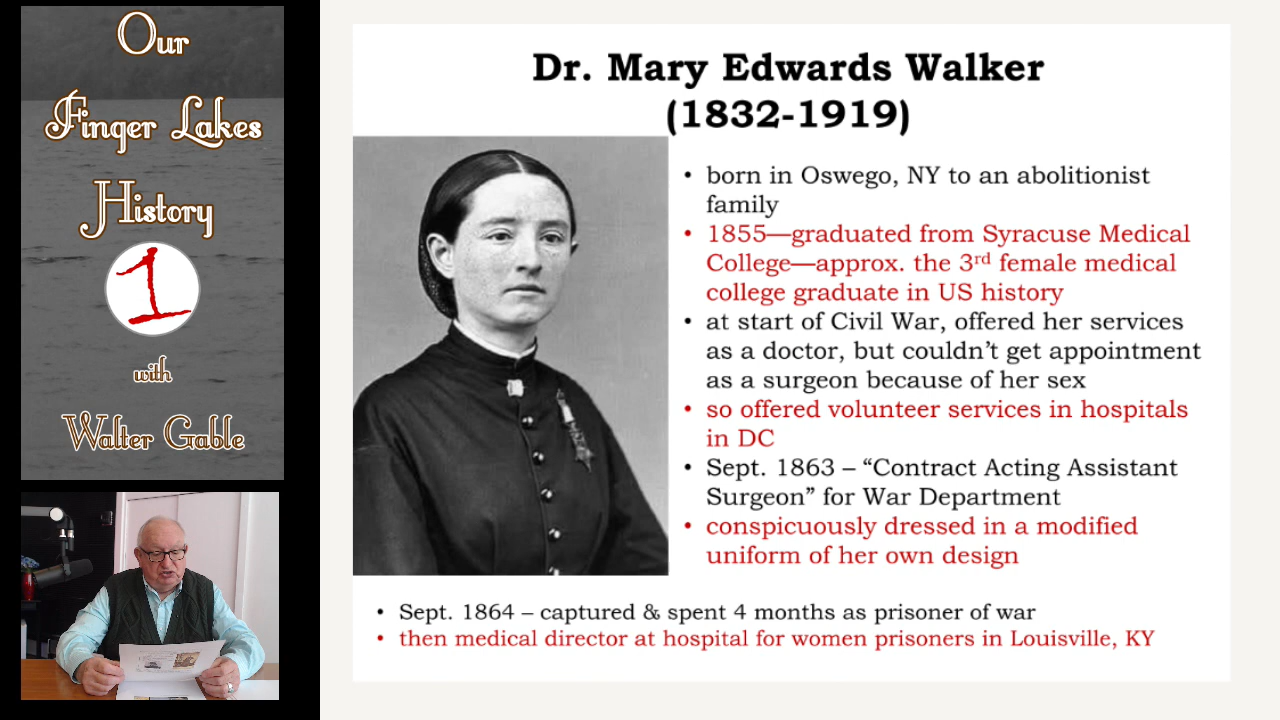 Our
Finger Lakes
History
1
with
Walter Gable
Dr. Mary Edwards Walker
(1832-1919)
• born in Oswego, NY to an abolitionist
family
• 1855—graduated from Syracuse Medical
College—approx. the 3rd female medical
college graduate in US history
• at start of Civil War, offered her services
as a doctor, but couldn’t get appointment
as a surgeon because of her sex
• so offered volunteer services in hospitals
in DC
• Sept. 1863 – “Contract Acting Assistant
Surgeon” for War Department
• conspicuously dressed in a modified
uniform of her own design
• Sept. 1864 – captured & spent 4 months as prisoner of war
• then medical director at hospital for women prisoners in Louisville, KY